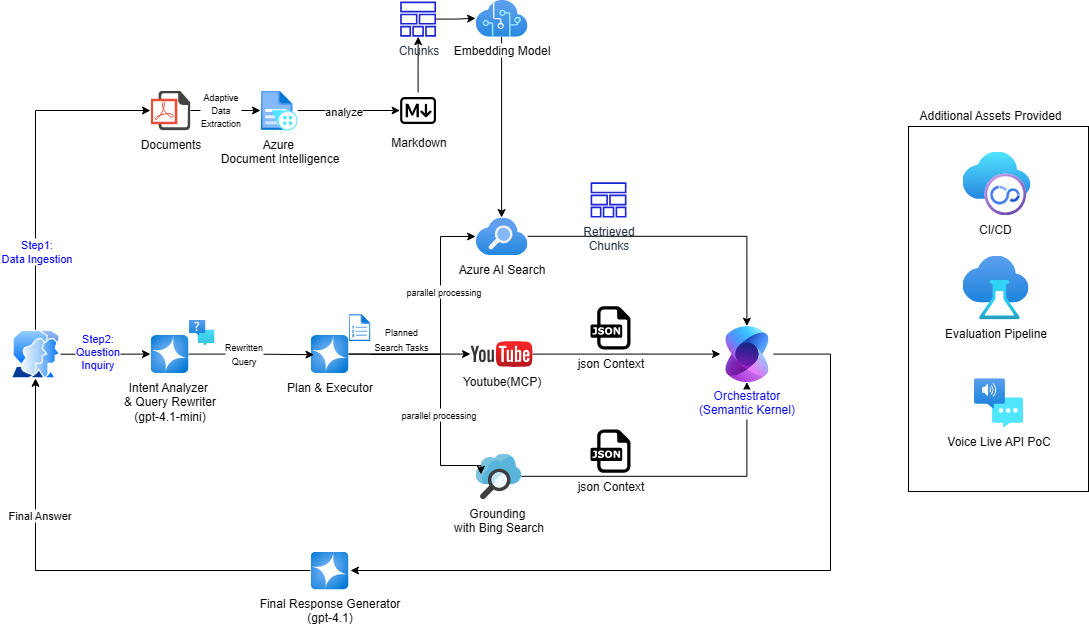 Chunks
Embedding Model
Adaptive
Data
Extraction
analyze
M
Documents
Azure
Document Intelligence
Markdown
Additional Assets Provided
CI/CD
Step1:
Data Ingestion
Retrieved
Chunks
Azure AI Search
parallel processing
JSON
json Context
Evaluation Pipeline
Step2:
Question
Inquiry
?
Rewritten
Query
Planned
Search Tasks
YouTube
Youtube(MCP)
Intent Analyzer
& Query Rewriter
(gpt-4.1-mini)
Plan & Executor
Orchestrator
(Semantic Kernel)
parallel processing
Voice Live API PoC
JSON
json Context
Grounding
with Bing Search
Final Answer
Final Response Generator
(gpt-4.1)